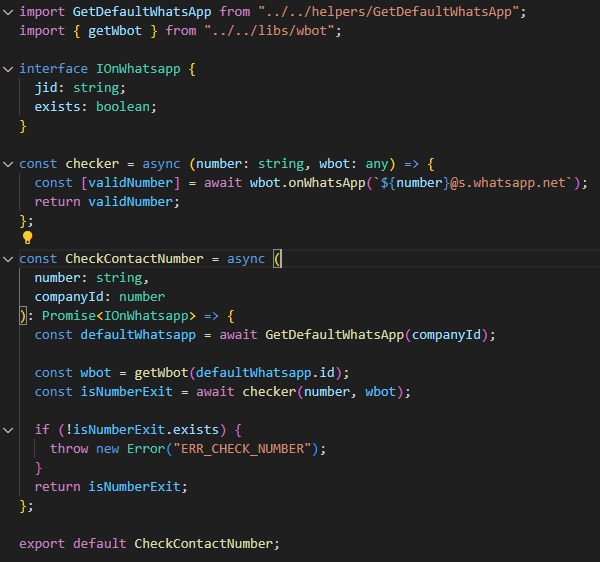 import GetDefaultWhatsApp from "../../helpers/GetDefaultWhatsApp";
import { getWbot } from "../../libs/wbot";
interface IOnWhatsapp {
jid: string;
exists: boolean;
}
const checker = async (number: string, wbot: any) => {
const [validNumber] = await wbot.onWhatsApp(`${number}@s.whatsapp.net`);
return validNumber;
};
const CheckContactNumber = async (
number: string,
companyId: number
): Promise<IOnWhatsapp> => {
const defaultWhatsapp = await GetDefaultWhatsApp(companyId);
const wbot = getWbot(defaultWhatsapp.id);
const isNumberExit = await checker(number, wbot);
if (!isNumberExit.exists) {
throw new Error("ERR_CHECK_NUMBER");
}
return isNumberExit;
};
export default CheckContactNumber;